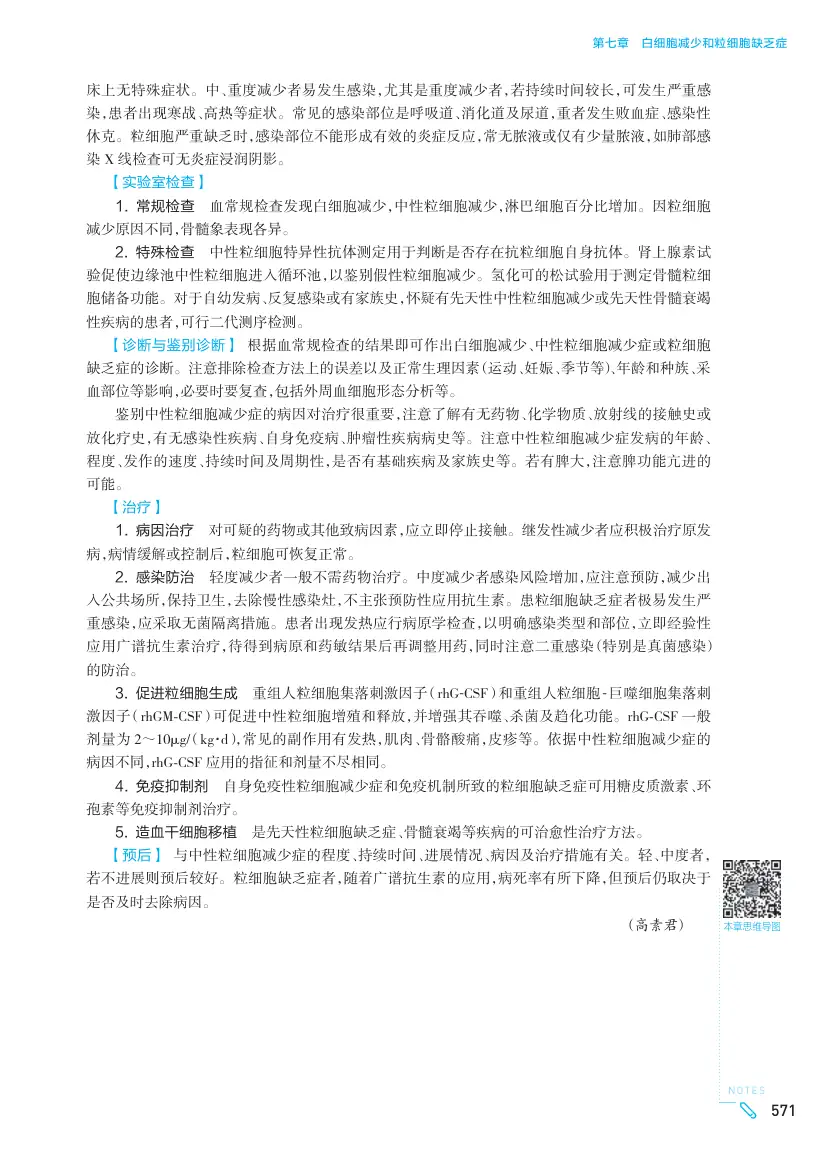 第七章　白细胞减少和粒细胞缺乏症
床上无特殊症状。中、重度减少者易发生感染,尤其是重度减少者,若持续时间较长,可发生严重感
染,患者出现寒战、高热等症状。常见的感染部位是呼吸道、消化道及尿道,重者发生败血症、感染性
休克。粒细胞严重缺乏时,感染部位不能形成有效的炎症反应,常无脓液或仅有少量脓液,如肺部感
染 X 线检查可无炎症浸润阴影。
【实验室检查】
1. 常规检查　血常规检查发现白细胞减少,中性粒细胞减少,淋巴细胞百分比增加。因粒细胞
减少原因不同,骨髓象表现各异。
2. 特殊检查　中性粒细胞特异性抗体测定用于判断是否存在抗粒细胞自身抗体。肾上腺素试
验促使边缘池中性粒细胞进入循环池,以鉴别假性粒细胞减少。氢化可的松试验用于测定骨髓粒细
胞储备功能。对于自幼发病、反复感染或有家族史,怀疑有先天性中性粒细胞减少或先天性骨髓衰竭
性疾病的患者,可行二代测序检测。
【诊断与鉴别诊断】 根据血常规检查的结果即可作出白细胞减少、中性粒细胞减少症或粒细胞
缺乏症的诊断。注意排除检查方法上的误差以及正常生理因素(运动、妊娠、季节等)、年龄和种族、采
血部位等影响,必要时要复查,包括外周血细胞形态分析等。
鉴别中性粒细胞减少症的病因对治疗很重要,注意了解有无药物、化学物质、放射线的接触史或
放化疗史,有无感染性疾病、自身免疫病、肿瘤性疾病病史等。注意中性粒细胞减少症发病的年龄、
程度、发作的速度、持续时间及周期性,是否有基础疾病及家族史等。若有脾大,注意脾功能亢进的
可能。
【治疗】
1. 病因治疗　对可疑的药物或其他致病因素,应立即停止接触。继发性减少者应积极治疗原发
病,病情缓解或控制后,粒细胞可恢复正常。
2. 感染防治　轻度减少者一般不需药物治疗。中度减少者感染风险增加,应注意预防,减少出
入公共场所,保持卫生,去除慢性感染灶,不主张预防性应用抗生素。患粒细胞缺乏症者极易发生严
重感染,应采取无菌隔离措施。患者出现发热应行病原学检查,以明确感染类型和部位,立即经验性
应用广谱抗生素治疗,待得到病原和药敏结果后再调整用药,同时注意二重感染(特别是真菌感染)
的防治。
3. 促进粒细胞生成　重组人粒细胞集落刺激因子(rhG-CSF)和重组人粒细胞-巨噬细胞集落刺
激因子(rhGM-CSF)可促进中性粒细胞增殖和释放,并增强其吞噬、杀菌及趋化功能。rhG-CSF 一般
剂量为 2～10μg/(kg·d),常见的副作用有发热,肌肉、骨骼酸痛,皮疹等。依据中性粒细胞减少症的
病因不同,rhG-CSF 应用的指征和剂量不尽相同。
4. 免疫抑制剂　自身免疫性粒细胞减少症和免疫机制所致的粒细胞缺乏症可用糖皮质激素、环
孢素等免疫抑制剂治疗。
5. 造血干细胞移植　是先天性粒细胞缺乏症、骨髓衰竭等疾病的可治愈性治疗方法。
【预后】 与中性粒细胞减少症的程度、持续时间、进展情况、病因及治疗措施有关。轻、中度者,
若不进展则预后较好。粒细胞缺乏症者,随着广谱抗生素的应用,病死率有所下降,但预后仍取决于
是否及时去除病因。
(高素君)
本章思维导图
NOTES
571